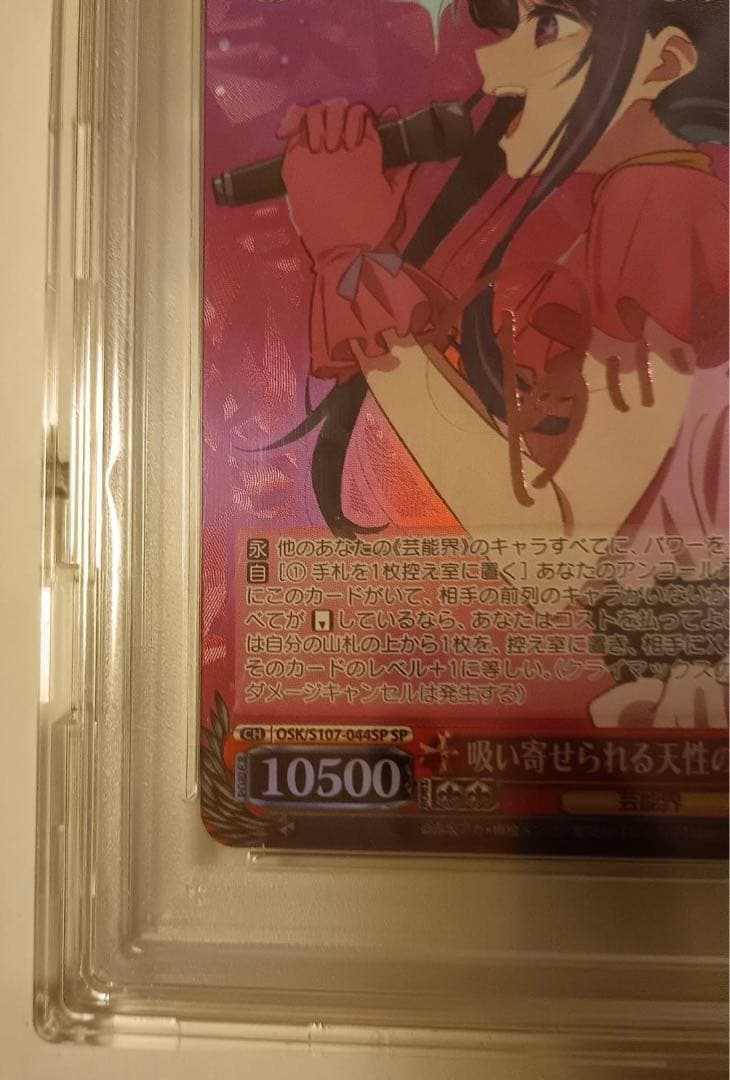 永 他のあなたの《芸能界》のキャラすべてに、パワーを
自 [① 手札を1枚控え室に置く] あなたのアンコール
にこのカードがいて、相手の前列のキャラがいないか
べてが しているなら、あなたはコストを払ってよ
は自分の山札の上から1枚を、控え室に置き、相手にX
そのカードのレベル+1に等しい。(クライマックスの
ダメージキャンセルは発生する)
CH OSK/S107-044SP SP
10500 吸い寄せられる天性の
芸能界